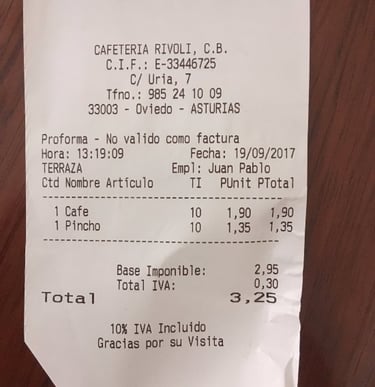 CAFETERIA RIVOLI, C.B.
C.I.F.: E-33446725
C/ Uria, 7
Tfno.: 985 24 10 09
33003 - Oviedo - ASTURIAS
Proforma - No valido como factura
Hora: 13:19:09 Fecha: 19/09/2017
TERRAZA Empl: Juan Pablo
Ctd Nombre Artículo TI PUnit PTotal
1 Cafe 10 1,90 1,90
1 Pincho 10 1,35 1,35
Base Imponible: 2,95
Total IVA: 0,30
Total 3,25
10% IVA Incluido
Gracias por su Visita